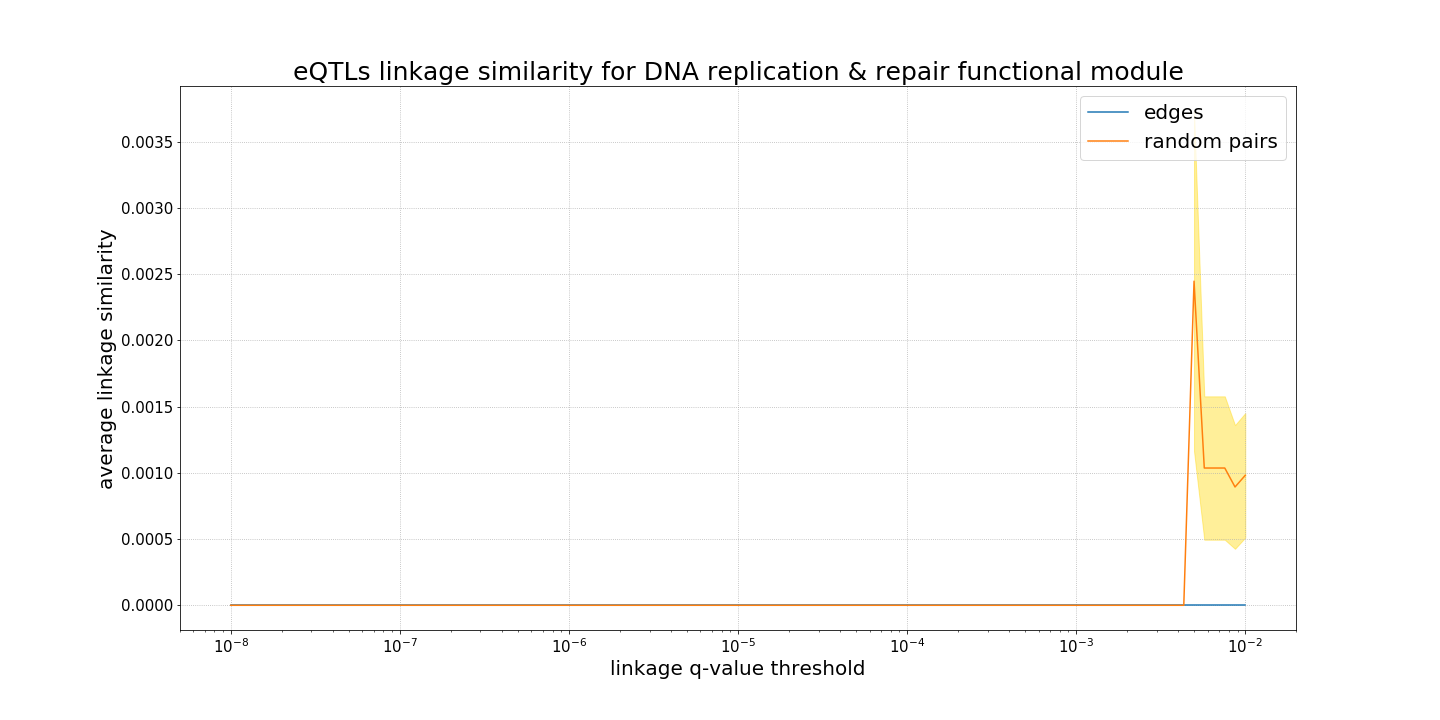 eQTLs linkage similarity for DNA replication & repair functional module
edges
random pairs
average linkage similarity
0.0035
0.0030
0.0025
0.0020
0.0015
0.0010
0.0005
0.0000
10⁻⁸ 10⁻⁷ 10⁻⁶ 10⁻⁵ 10⁻⁴ 10⁻³ 10⁻²
linkage q-value threshold